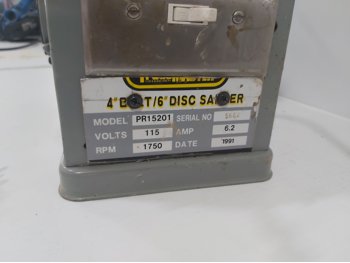 4" BELT/6" DISC SANDER
MODEL PR15201 SERIAL NO
VOLTS 115 AMP 6.2
RPM 1750 DATE 1991